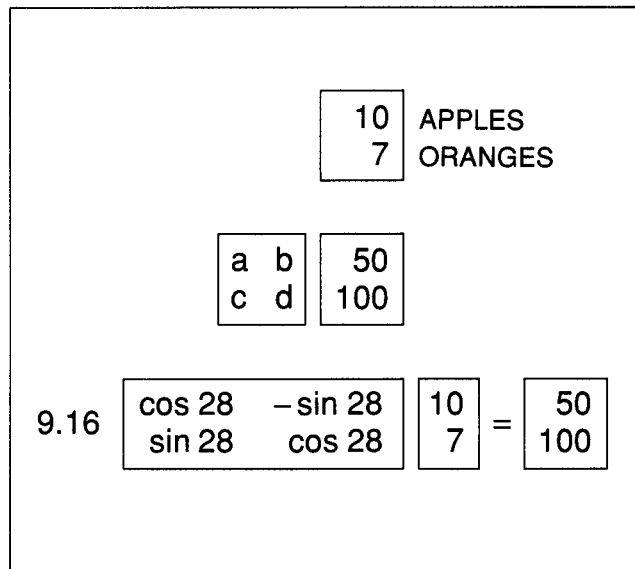 10 APPLES
7 ORANGES
a b 50
c d 100
9.16 cos 28 –sin 28 10 = 50
sin 28 cos 28 7 100